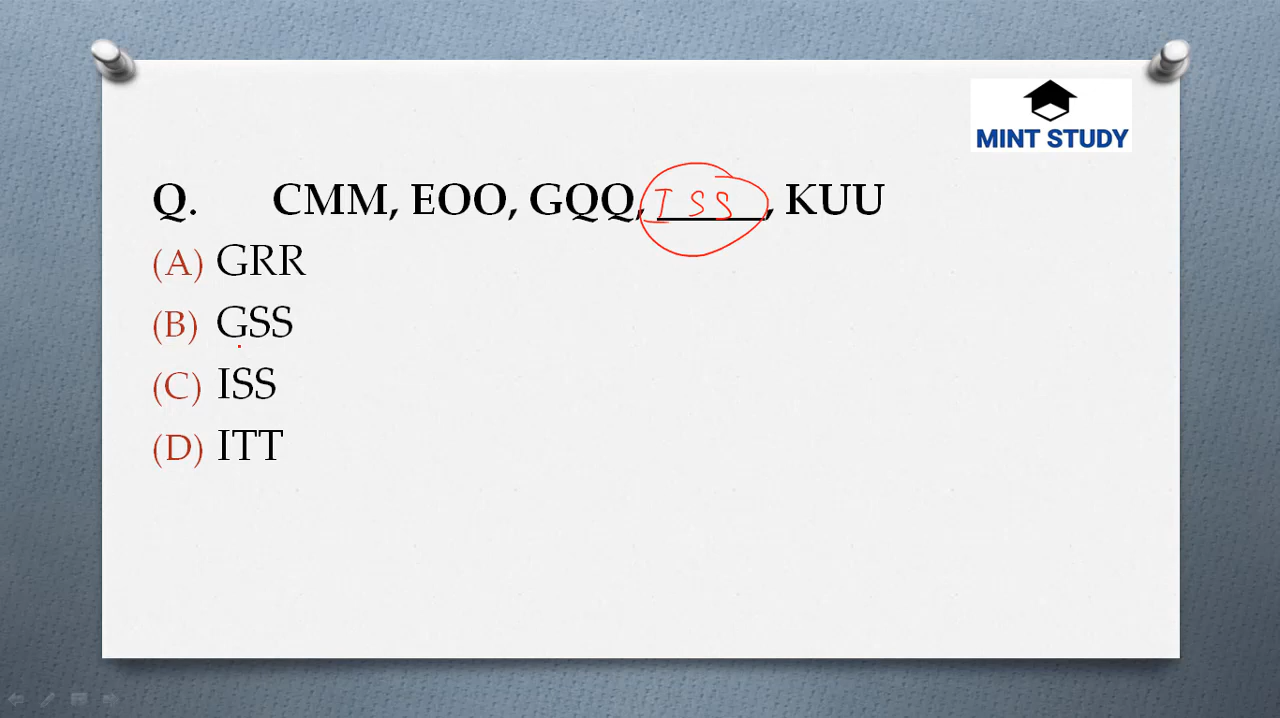 MINT STUDY
Q. CMM, EOO, GQQ, ISS, KUU
(A) GRR
(B) GSS
(C) ISS
(D) ITT